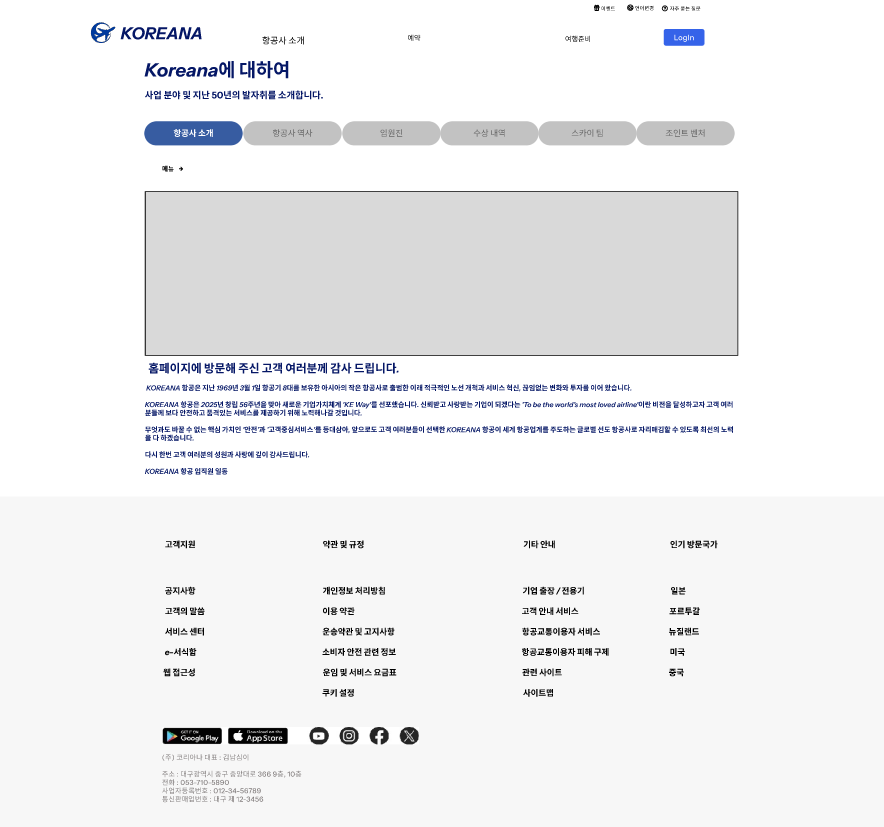 이벤트 언어변경 자주 묻는 질문
KOREANA 항공사 소개 예약 여행준비 Login
Koreana에 대하여
사업 분야 및 지난 50년의 발자취를 소개합니다.
항공사 소개 항공사 역사 임원진 수상 내역 스카이 팀 조인트 벤처
메뉴 →
홈페이지에 방문해 주신 고객 여러분께 감사 드립니다.
KOREANA 항공은 지난 1969년 3월 1일 항공기 8대를 보유한 아시아의 작은 항공사로 출범한 이래 적극적인 노선 개척과 서비스 혁신, 끊임없는 변화와 투자를 이어 왔습니다.
KOREANA 항공은 2025년 창립 56주년을 맞아 새로운 기업가치체계 'KE Way'를 선포했습니다. 신뢰받고 사랑받는 기업이 되겠다는 'To be the world's most loved airline'이란 비전을 달성하고자 고객 여러
분들께 보다 안전하고 품격있는 서비스를 제공하기 위해 노력해나갈 것입니다.
무엇과도 바꿀 수 없는 핵심 가치인 '안전'과 '고객중심서비스'를 등대삼아, 앞으로도 고객 여러분들이 선택한 KOREANA 항공이 세계 항공업계를 주도하는 글로벌 선도 항공사로 자리매김할 수 있도록 최선의 노력
을 다 하겠습니다.
다시 한번 고객 여러분의 성원과 사랑에 깊이 감사드립니다.
KOREANA 항공 임직원 일동
고객지원 약관 및 규정 기타 안내 인기 방문국가
공지사항 개인정보 처리방침 기업 출장 / 전용기 일본
고객의 말씀 이용 약관 고객 안내 서비스 포르투갈
서비스 센터 운송약관 및 고지사항 항공교통이용자 서비스 뉴질랜드
e-서식함 소비자 안전 관련 정보 항공교통이용자 피해 구제 미국
웹 접근성 운임 및 서비스 요금표 관련 사이트 중국
쿠키 설정 사이트맵
GET IT ON Google Play Download on the App Store
(주) 코리아나 대표 : 김남심이
주소 : 대구광역시 중구 중앙대로 366 9층, 10층
전화 : 053-710-5890
사업자등록번호 : 012-34-56789
통신판매업번호 : 대구 제 12-3456